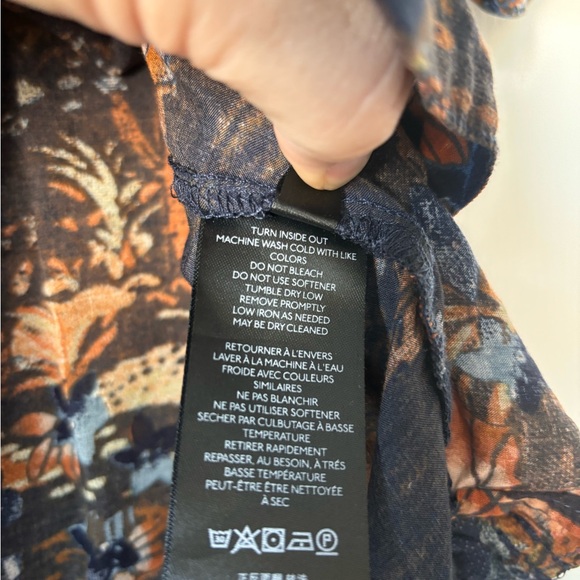 TURN INSIDE OUT
MACHINE WASH COLD WITH LIKE
COLORS
DO NOT BLEACH
DO NOT USE SOFTENER
TUMBLE DRY LOW
REMOVE PROMPTLY
LOW IRON AS NEEDED
MAY BE DRY CLEANED
RETOURNER À L'ENVERS
LAVER À LA MACHINE À L'EAU
FROIDE AVEC COULEURS
SIMILAIRES
NE PAS BLANCHIR
NE PAS UTILISER SOFTENER
SECHER PAR CULBUTAGE À BASSE
TEMPERATURE
RETIRER RAPIDEMENT
REPASSER, AU BESOIN, À TRÉS
BASSE TEMPÉRATURE
PEUT-ÊTRE ÊTRE NETTOYÉE
À SEC
P